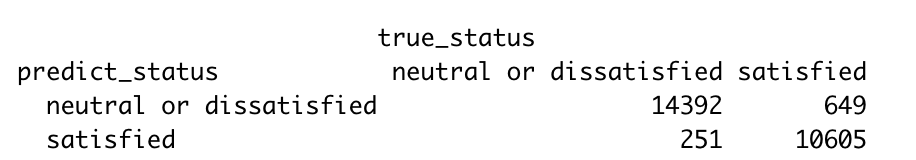 true_status
predict_status neutral or dissatisfied satisfied
neutral or dissatisfied 14392 649
satisfied 251 10605